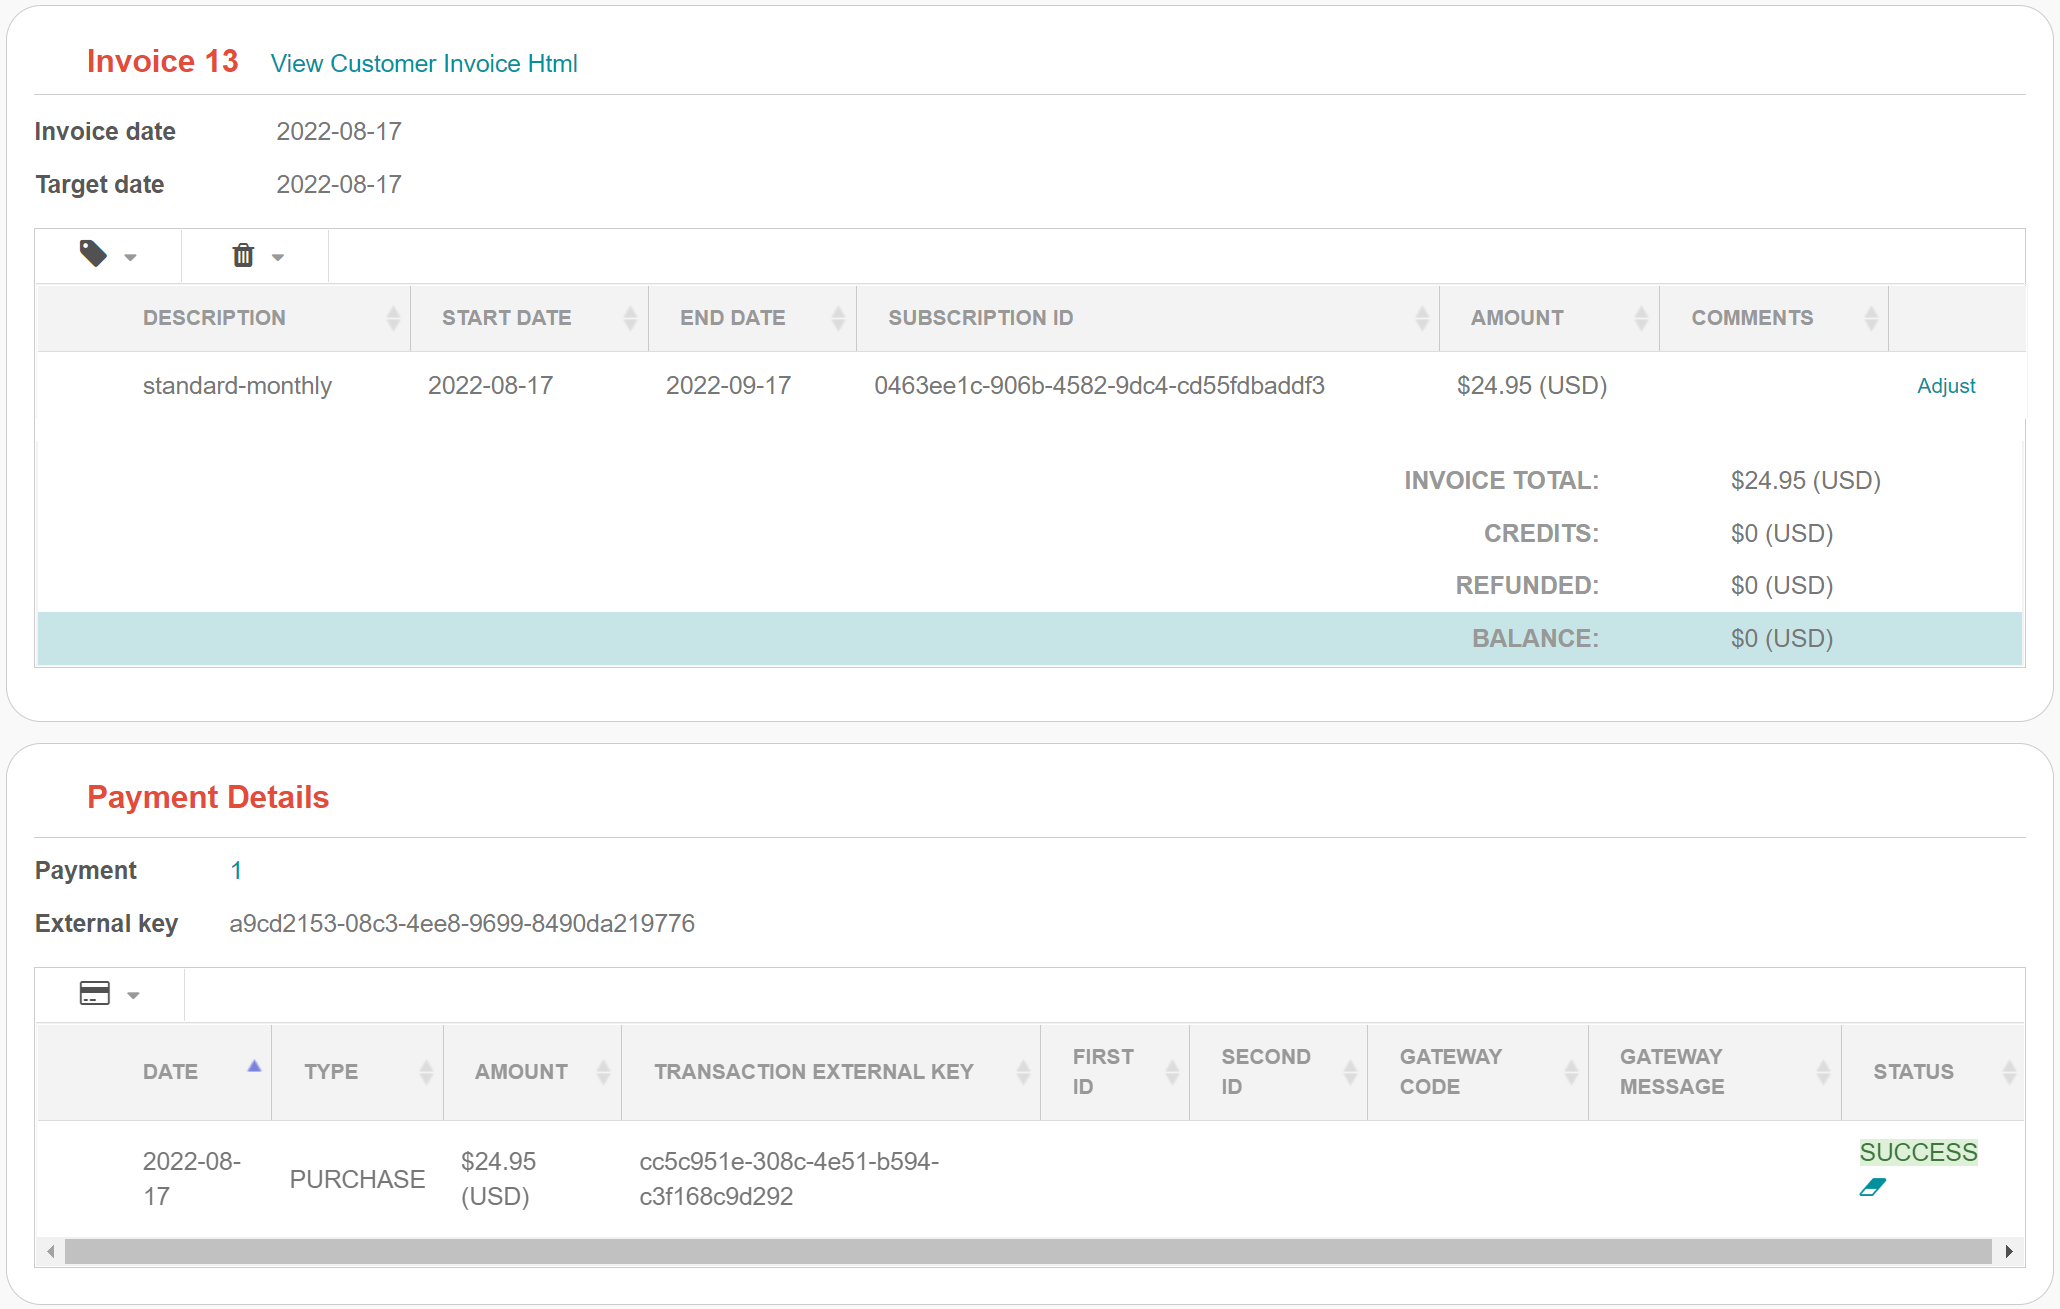 Invoice 13 View Customer Invoice Html
Invoice date 2022-08-17
Target date 2022-08-17
DESCRIPTION START DATE END DATE SUBSCRIPTION ID AMOUNT COMMENTS
standard-monthly 2022-08-17 2022-09-17 0463ee1c-906b-4582-9dc4-cd55fdbaddf3 $24.95 (USD) Adjust
INVOICE TOTAL: $24.95 (USD)
CREDITS: $0 (USD)
REFUNDED: $0 (USD)
BALANCE: $0 (USD)
Payment Details
Payment 1
External key a9cd2153-08c3-4ee8-9699-8490da219776
DATE TYPE AMOUNT TRANSACTION EXTERNAL KEY FIRST ID SECOND ID GATEWAY CODE GATEWAY MESSAGE STATUS
2022-08-17 PURCHASE $24.95 (USD) cc5c951e-308c-4e51-b594-c3f168c9d292 SUCCESS